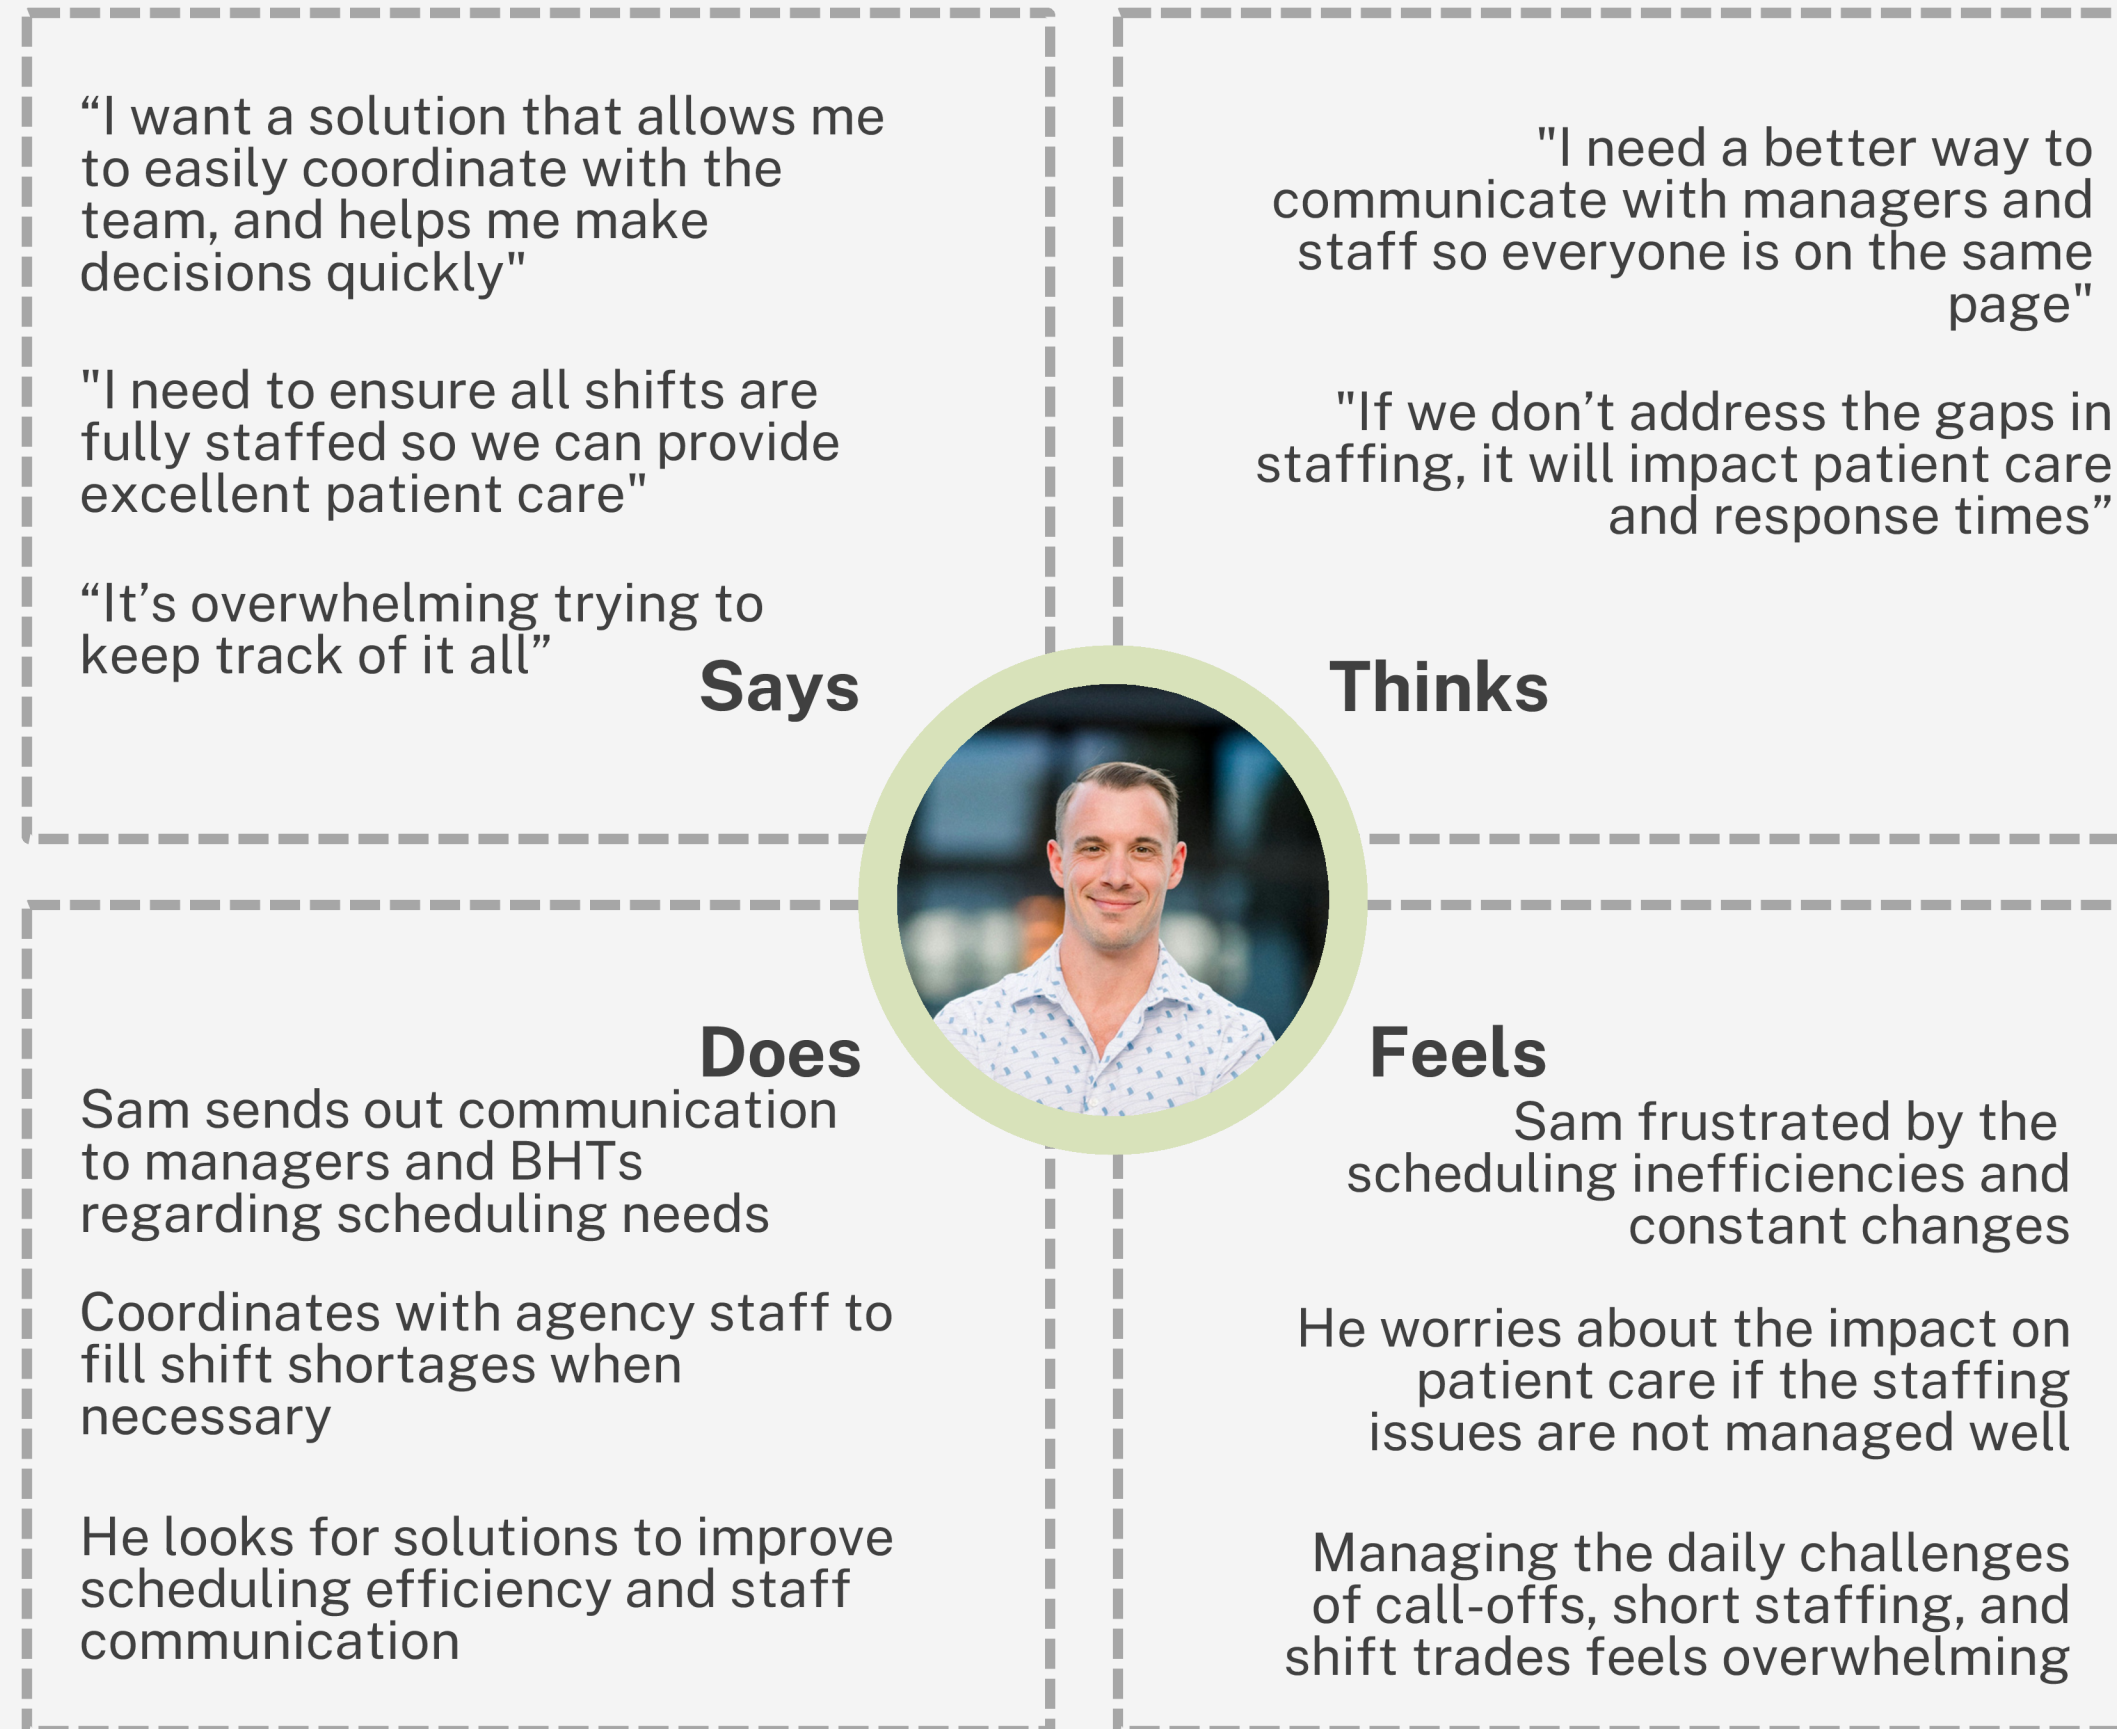 “I want a solution that allows me
to easily coordinate with the
team, and helps me make
decisions quickly"
"I need to ensure all shifts are
fully staffed so we can provide
excellent patient care"
“It’s overwhelming trying to
keep track of it all”
Says
"I need a better way to
communicate with managers and
staff so everyone is on the same
page"
"If we don’t address the gaps in
staffing, it will impact patient care
and response times”
Thinks
Does
Sam sends out communication
to managers and BHTs
regarding scheduling needs
Coordinates with agency staff to
fill shift shortages when
necessary
He looks for solutions to improve
scheduling efficiency and staff
communication
Feels
Sam frustrated by the
scheduling inefficiencies and
constant changes
He worries about the impact on
patient care if the staffing
issues are not managed well
Managing the daily challenges
of call-offs, short staffing, and
shift trades feels overwhelming